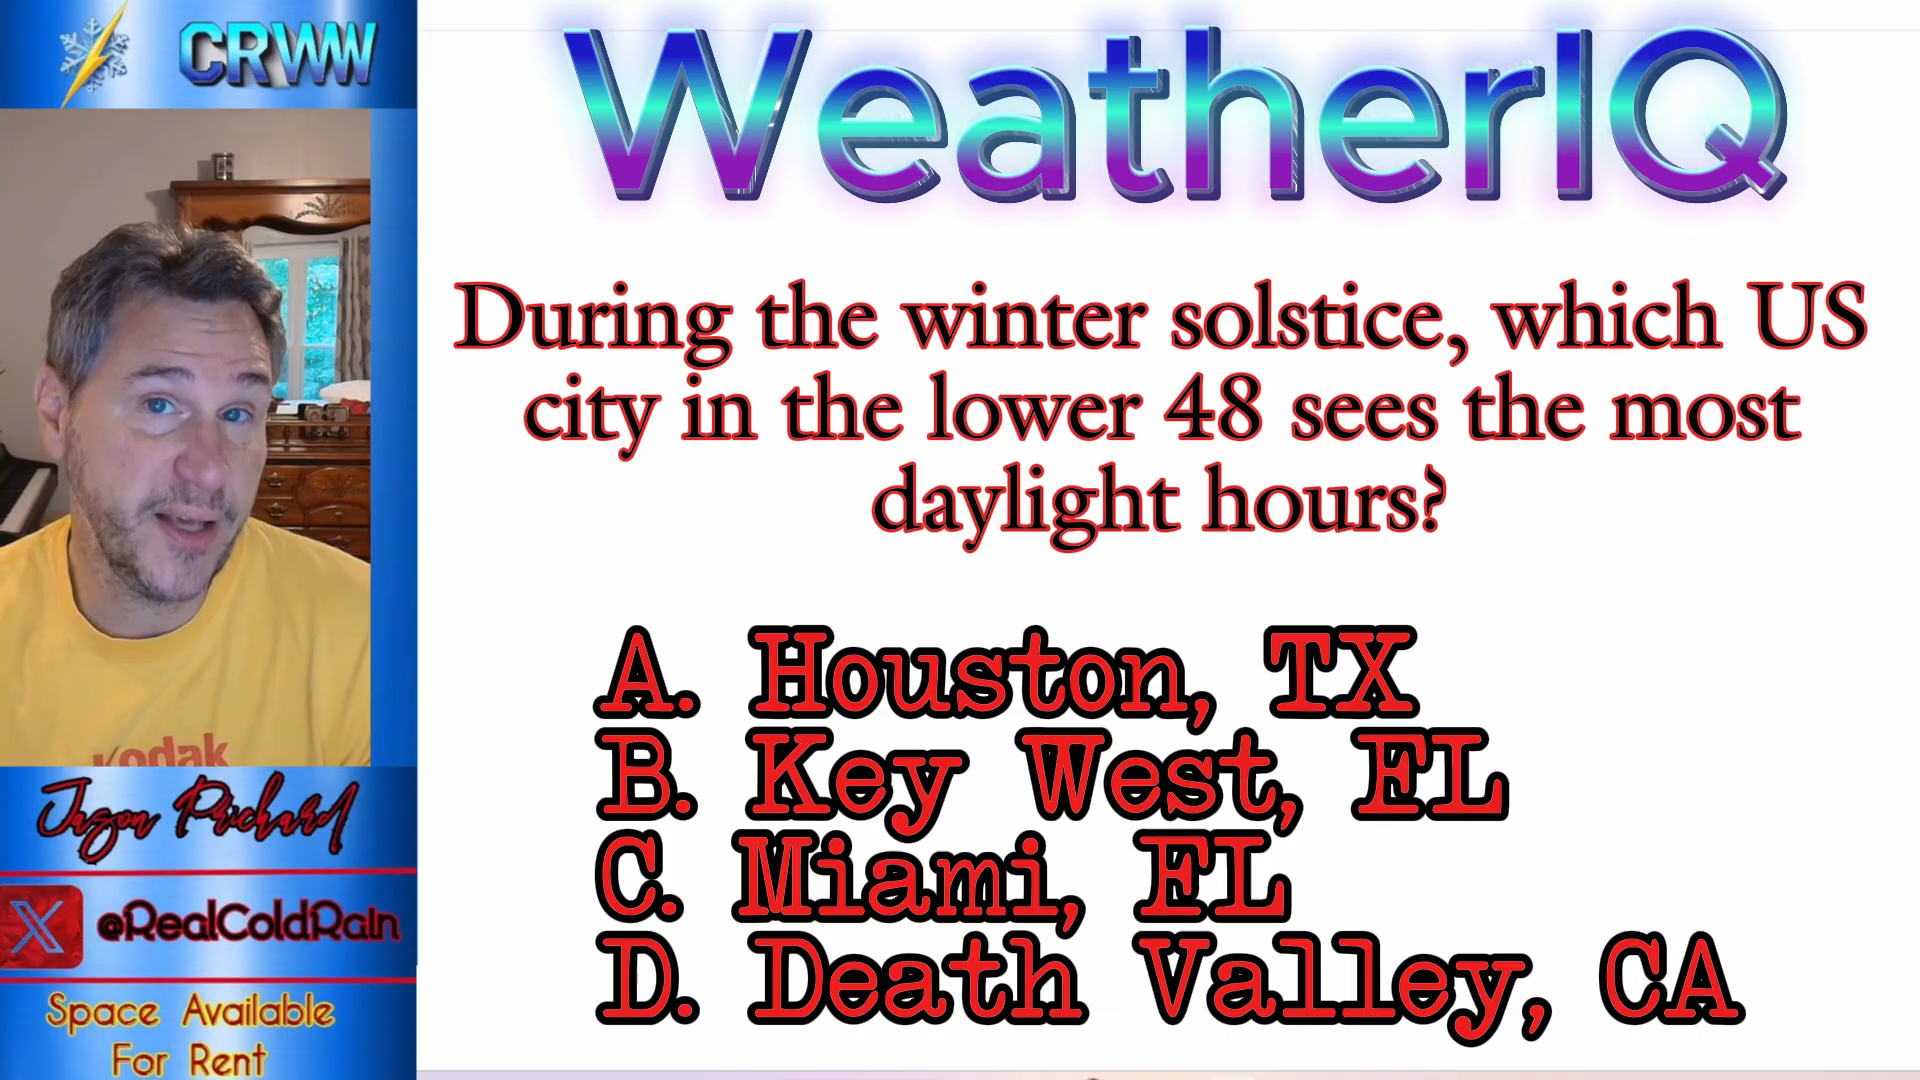 CRWW
WeatherIQ
During the winter solstice, which US
city in the lower 48 sees the most
daylight hours?
A. Houston, TX
B. Key West, FL
C. Miami, FL
D. Death Valley, CA
kodak
Jason Prichard
X @RealColdRain
Space Available
For Rent